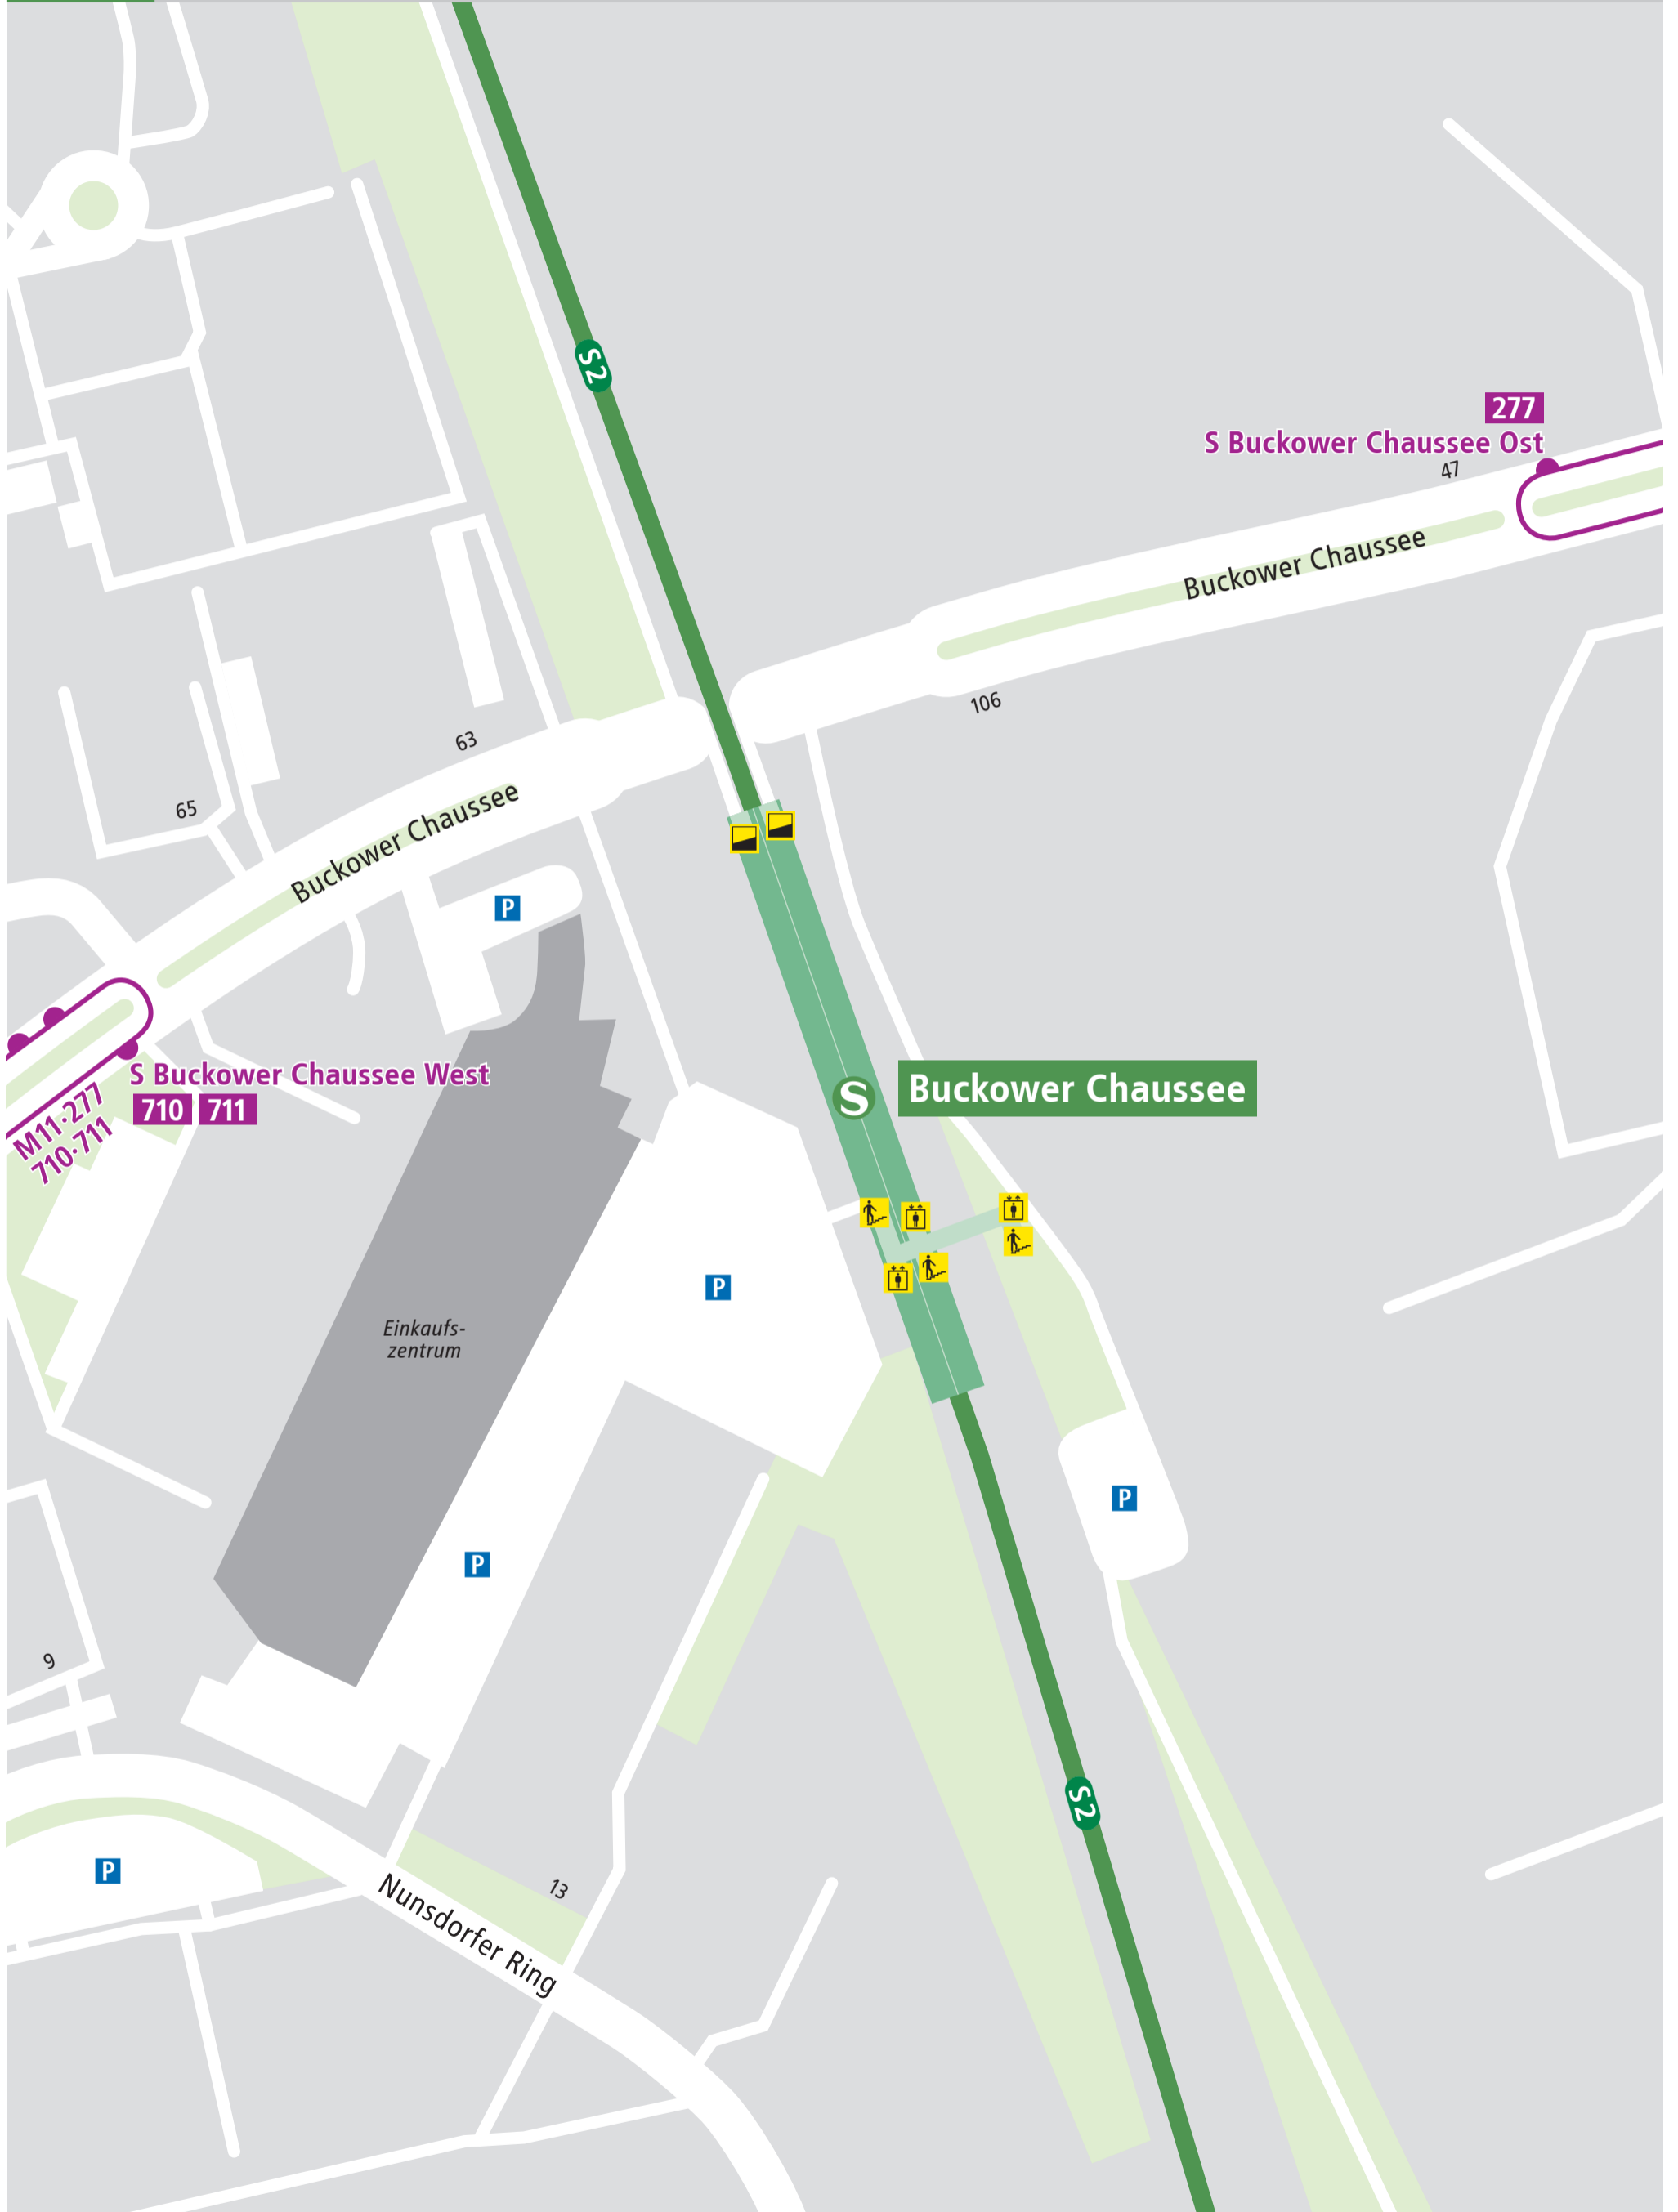 S2
277
S Buckower Chaussee Ost
47
Buckower Chaussee
106
63
65
Buckower Chaussee
P
S Buckower Chaussee West
710 711
M11·277
710·711
S Buckower Chaussee
P
Einkaufs-
zentrum
P
P
9
S2
P
13
Nunsdorfer Ring